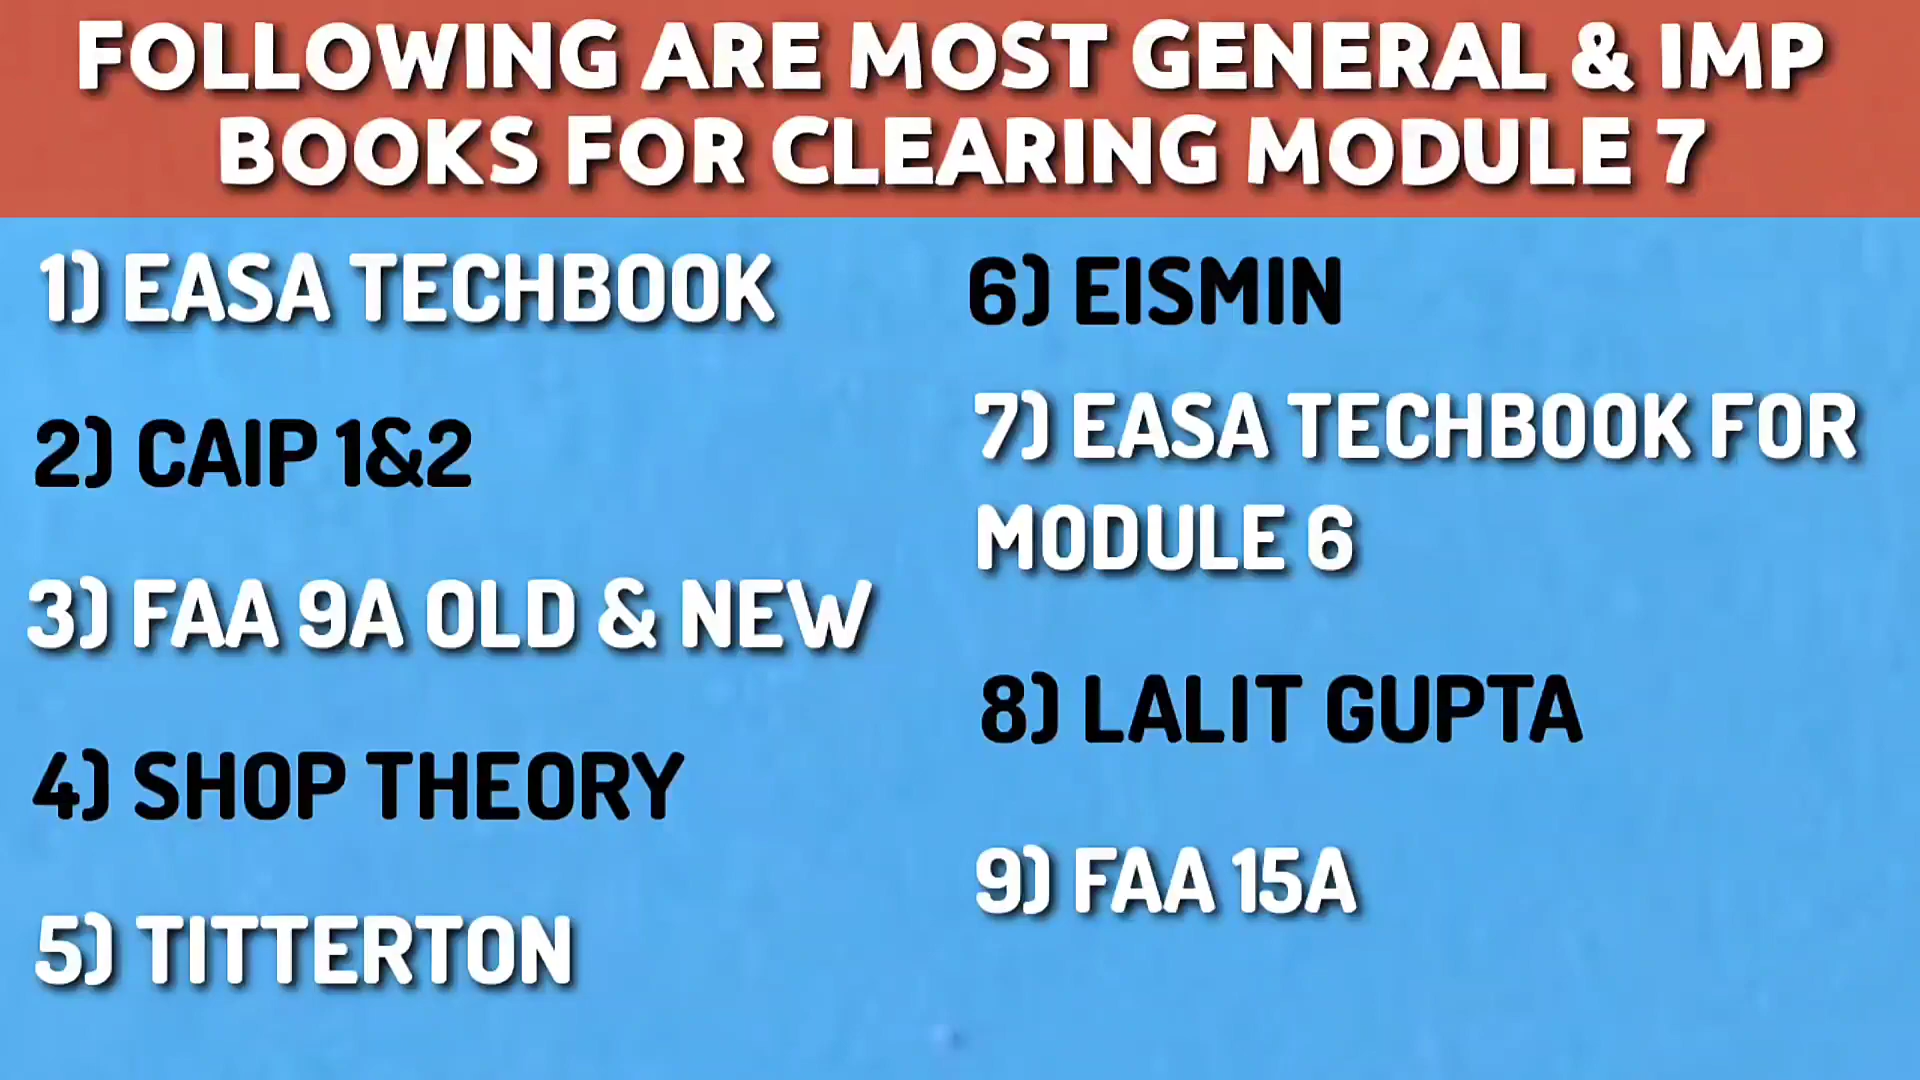 FOLLOWING ARE MOST GENERAL & IMP
BOOKS FOR CLEARING MODULE 7
1) EASA TECHBOOK
2) CAIP 1&2
3) FAA 9A OLD & NEW
4) SHOP THEORY
5) TITTERTON
6) EISMIN
7) EASA TECHBOOK FOR
MODULE 6
8) LALIT GUPTA
9) FAA 15A